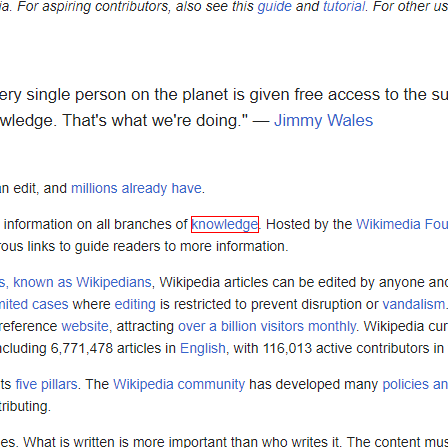 ia. For aspiring contributors, also see this guide and tutorial. For other us
ery single person on the planet is given free access to the su
wledge. That's what we're doing." — Jimmy Wales
n edit, and millions already have.
information on all branches of knowledge. Hosted by the Wikimedia Fou
rous links to guide readers to more information.
s, known as Wikipedians, Wikipedia articles can be edited by anyone and
mited cases where editing is restricted to prevent disruption or vandalism.
reference website, attracting over a billion visitors monthly. Wikipedia cur
ncluding 6,771,478 articles in English, with 116,013 active contributors in
ts five pillars. The Wikipedia community has developed many policies an
ributing.
es. What is written is more important than who writes it. The content mus